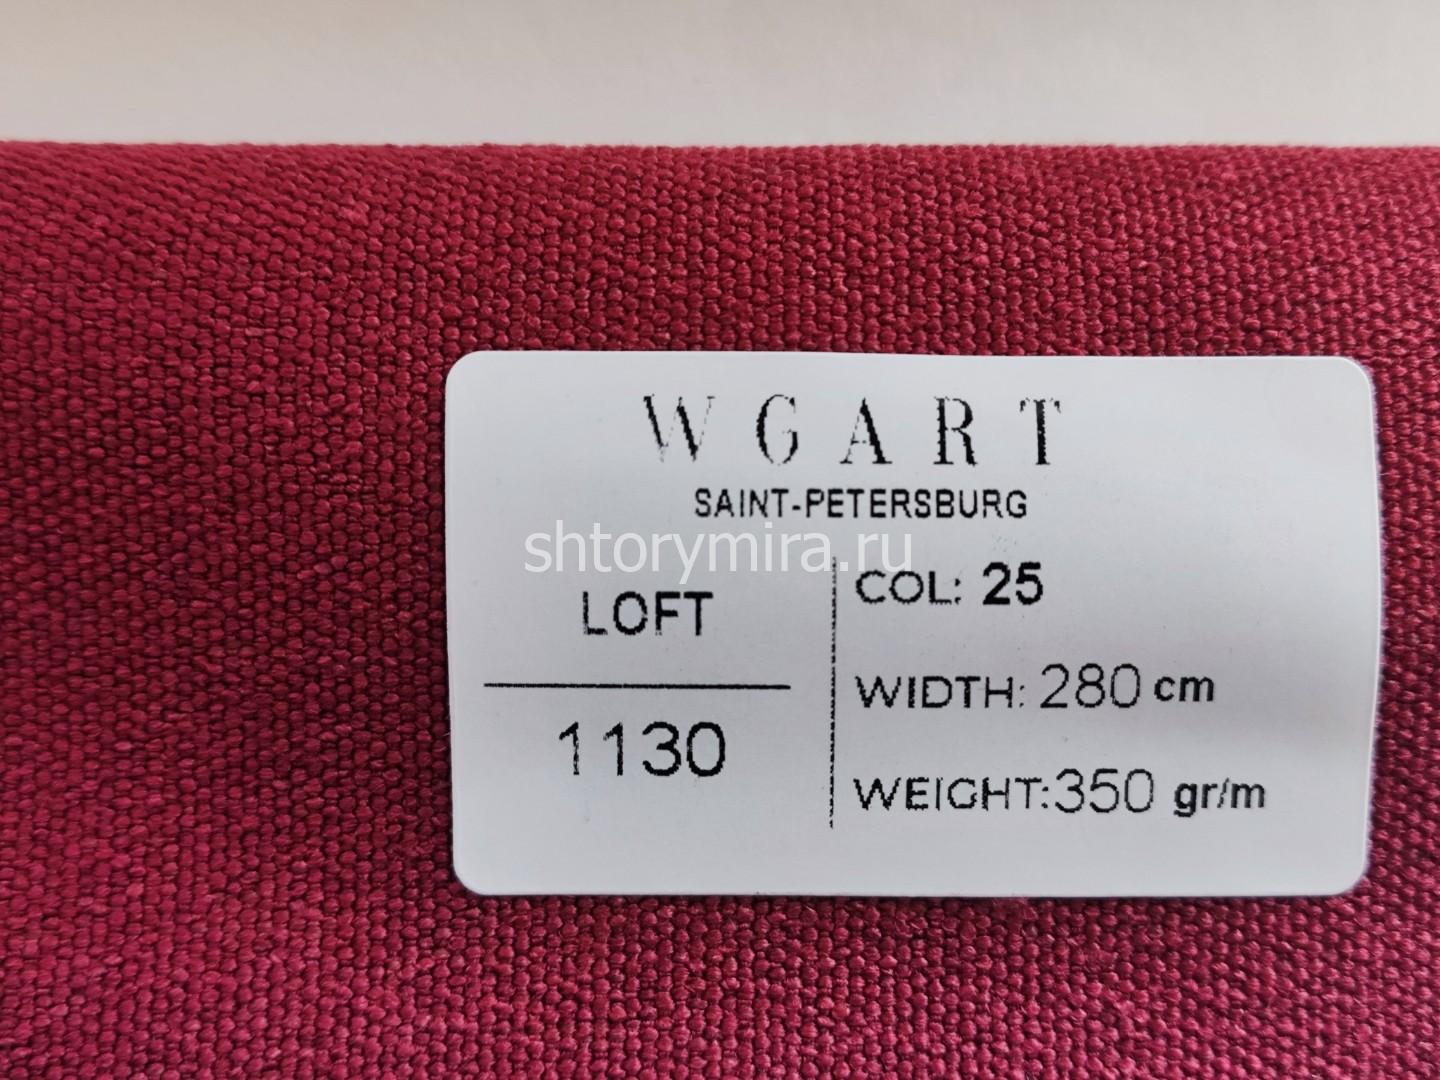 WGART
SAINT-PETERSBURG
shtorymira.ru
LOFT
1130
COL: 25
WIDTH: 280 cm
WEIGHT:350 gr/m